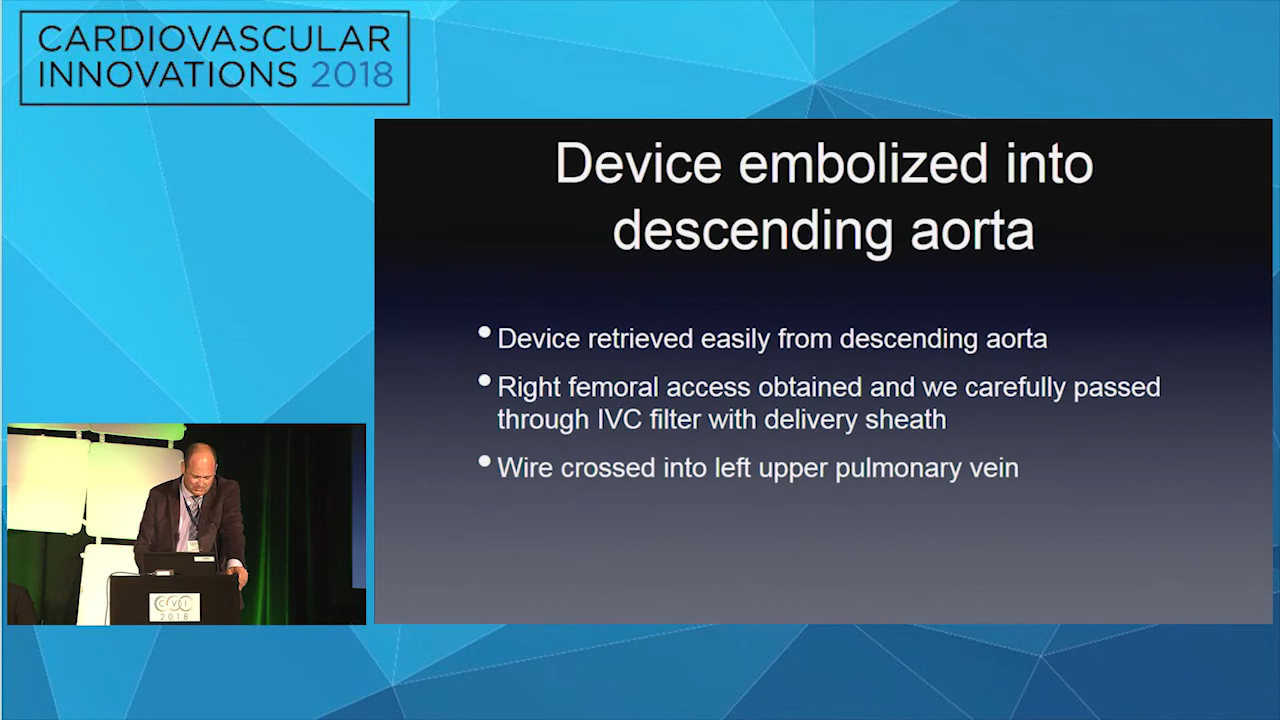 CARDIOVASCULAR
INNOVATIONS 2018
Device embolized into
descending aorta
• Device retrieved easily from descending aorta
• Right femoral access obtained and we carefully passed
through IVC filter with delivery sheath
• Wire crossed into left upper pulmonary vein
CVI
2018